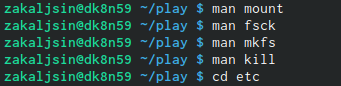 zakaljsin@dk8n59 ~/play $ man mount
zakaljsin@dk8n59 ~/play $ man fsck
zakaljsin@dk8n59 ~/play $ man mkfs
zakaljsin@dk8n59 ~/play $ man kill
zakaljsin@dk8n59 ~/play $ cd etc